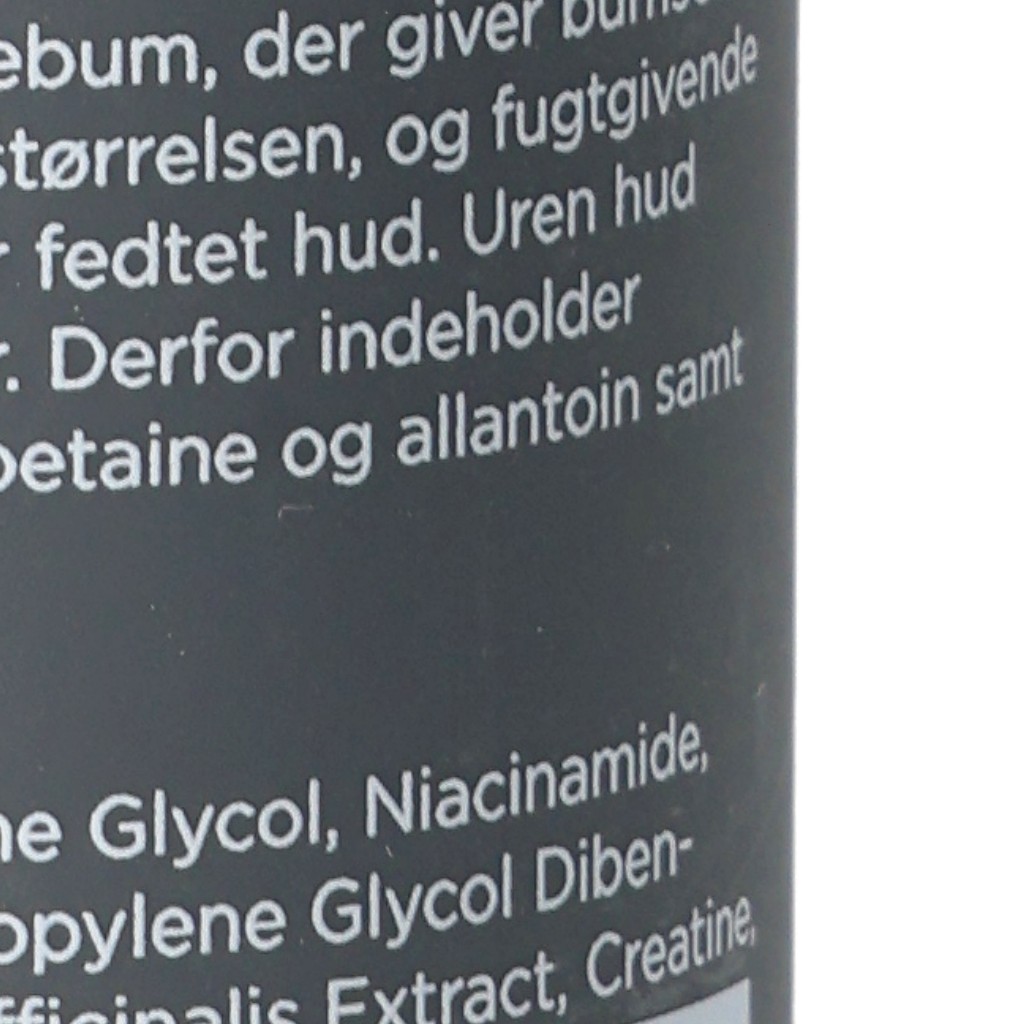 ebum, der giver
størrelsen, og fugtgivende
fedtet hud. Uren hud
r. Derfor indeholder
betaine og allantoin samt
ne Glycol, Niacinamide,
opylene Glycol Diben-
fficinalis Extract, Creatine,